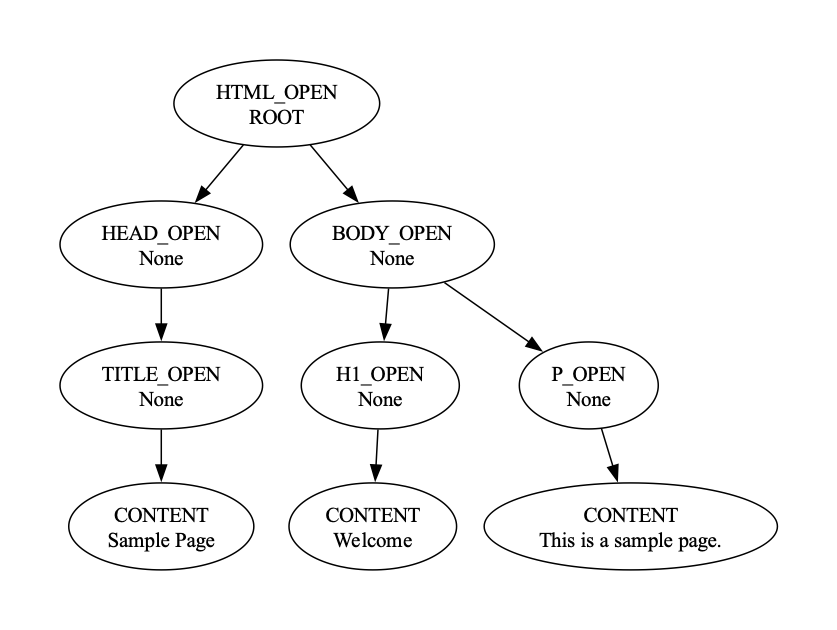 HTML_OPEN
ROOT
HEAD_OPEN
None
BODY_OPEN
None
TITLE_OPEN
None
H1_OPEN
None
P_OPEN
None
CONTENT
Sample Page
CONTENT
Welcome
CONTENT
This is a sample page.